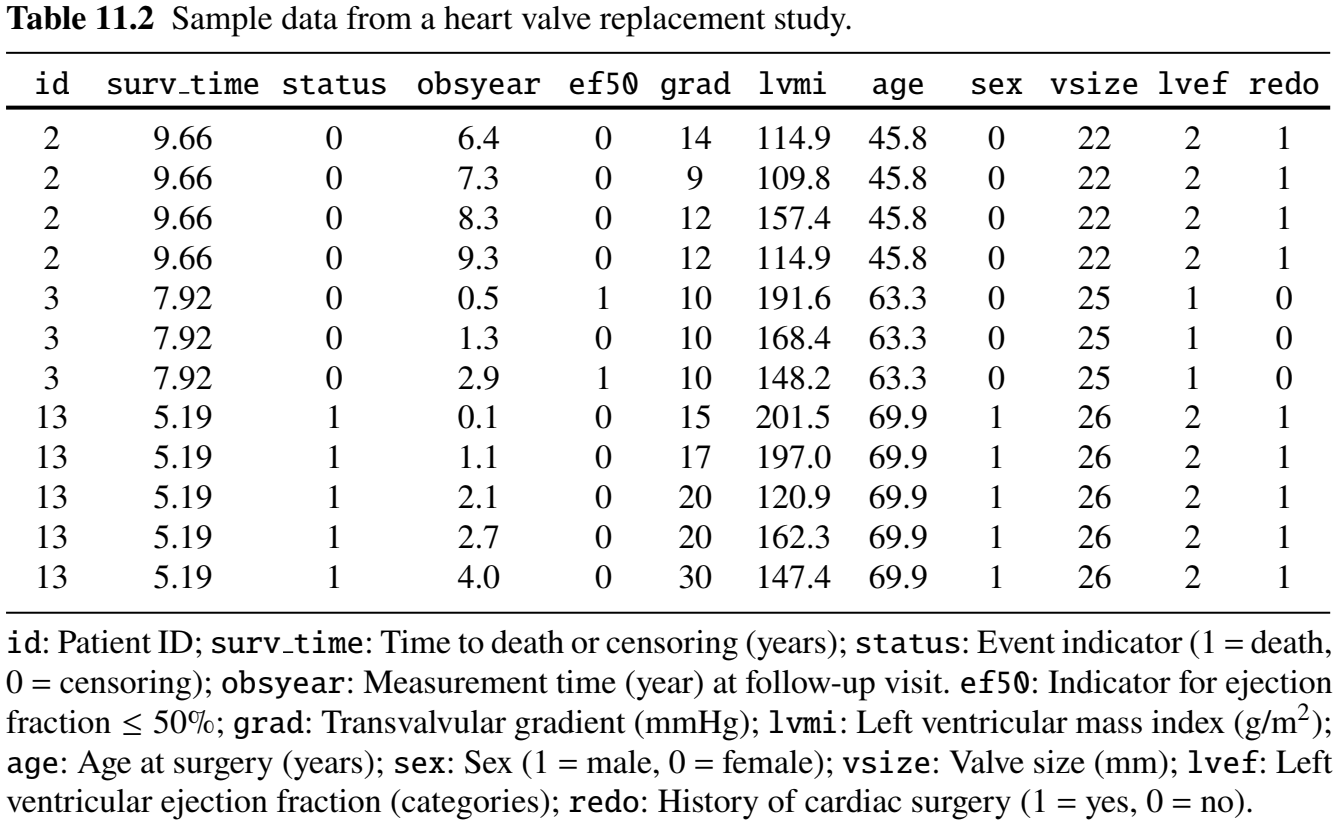 Table 11.2 Sample data from a heart valve replacement study.
id surv_time status obsyear ef50 grad lvmi age sex vsize lvef redo
2 9.66 0 6.4 0 14 114.9 45.8 0 22 2 1
2 9.66 0 7.3 0 9 109.8 45.8 0 22 2 1
2 9.66 0 8.3 0 12 157.4 45.8 0 22 2 1
2 9.66 0 9.3 0 12 114.9 45.8 0 22 2 1
3 7.92 0 0.5 1 10 191.6 63.3 0 25 1 0
3 7.92 0 1.3 0 10 168.4 63.3 0 25 1 0
3 7.92 0 2.9 1 10 148.2 63.3 0 25 1 0
13 5.19 1 0.1 0 15 201.5 69.9 1 26 2 1
13 5.19 1 1.1 0 17 197.0 69.9 1 26 2 1
13 5.19 1 2.1 0 20 120.9 69.9 1 26 2 1
13 5.19 1 2.7 0 20 162.3 69.9 1 26 2 1
13 5.19 1 4.0 0 30 147.4 69.9 1 26 2 1
id: Patient ID; surv_time: Time to death or censoring (years); status: Event indicator (1 = death,
0 = censoring); obsyear: Measurement time (year) at follow-up visit. ef50: Indicator for ejection
fraction ≤ 50%; grad: Transvalvular gradient (mmHg); lvmi: Left ventricular mass index (g/m²);
age: Age at surgery (years); sex: Sex (1 = male, 0 = female); vsize: Valve size (mm); lvef: Left
ventricular ejection fraction (categories); redo: History of cardiac surgery (1 = yes, 0 = no).